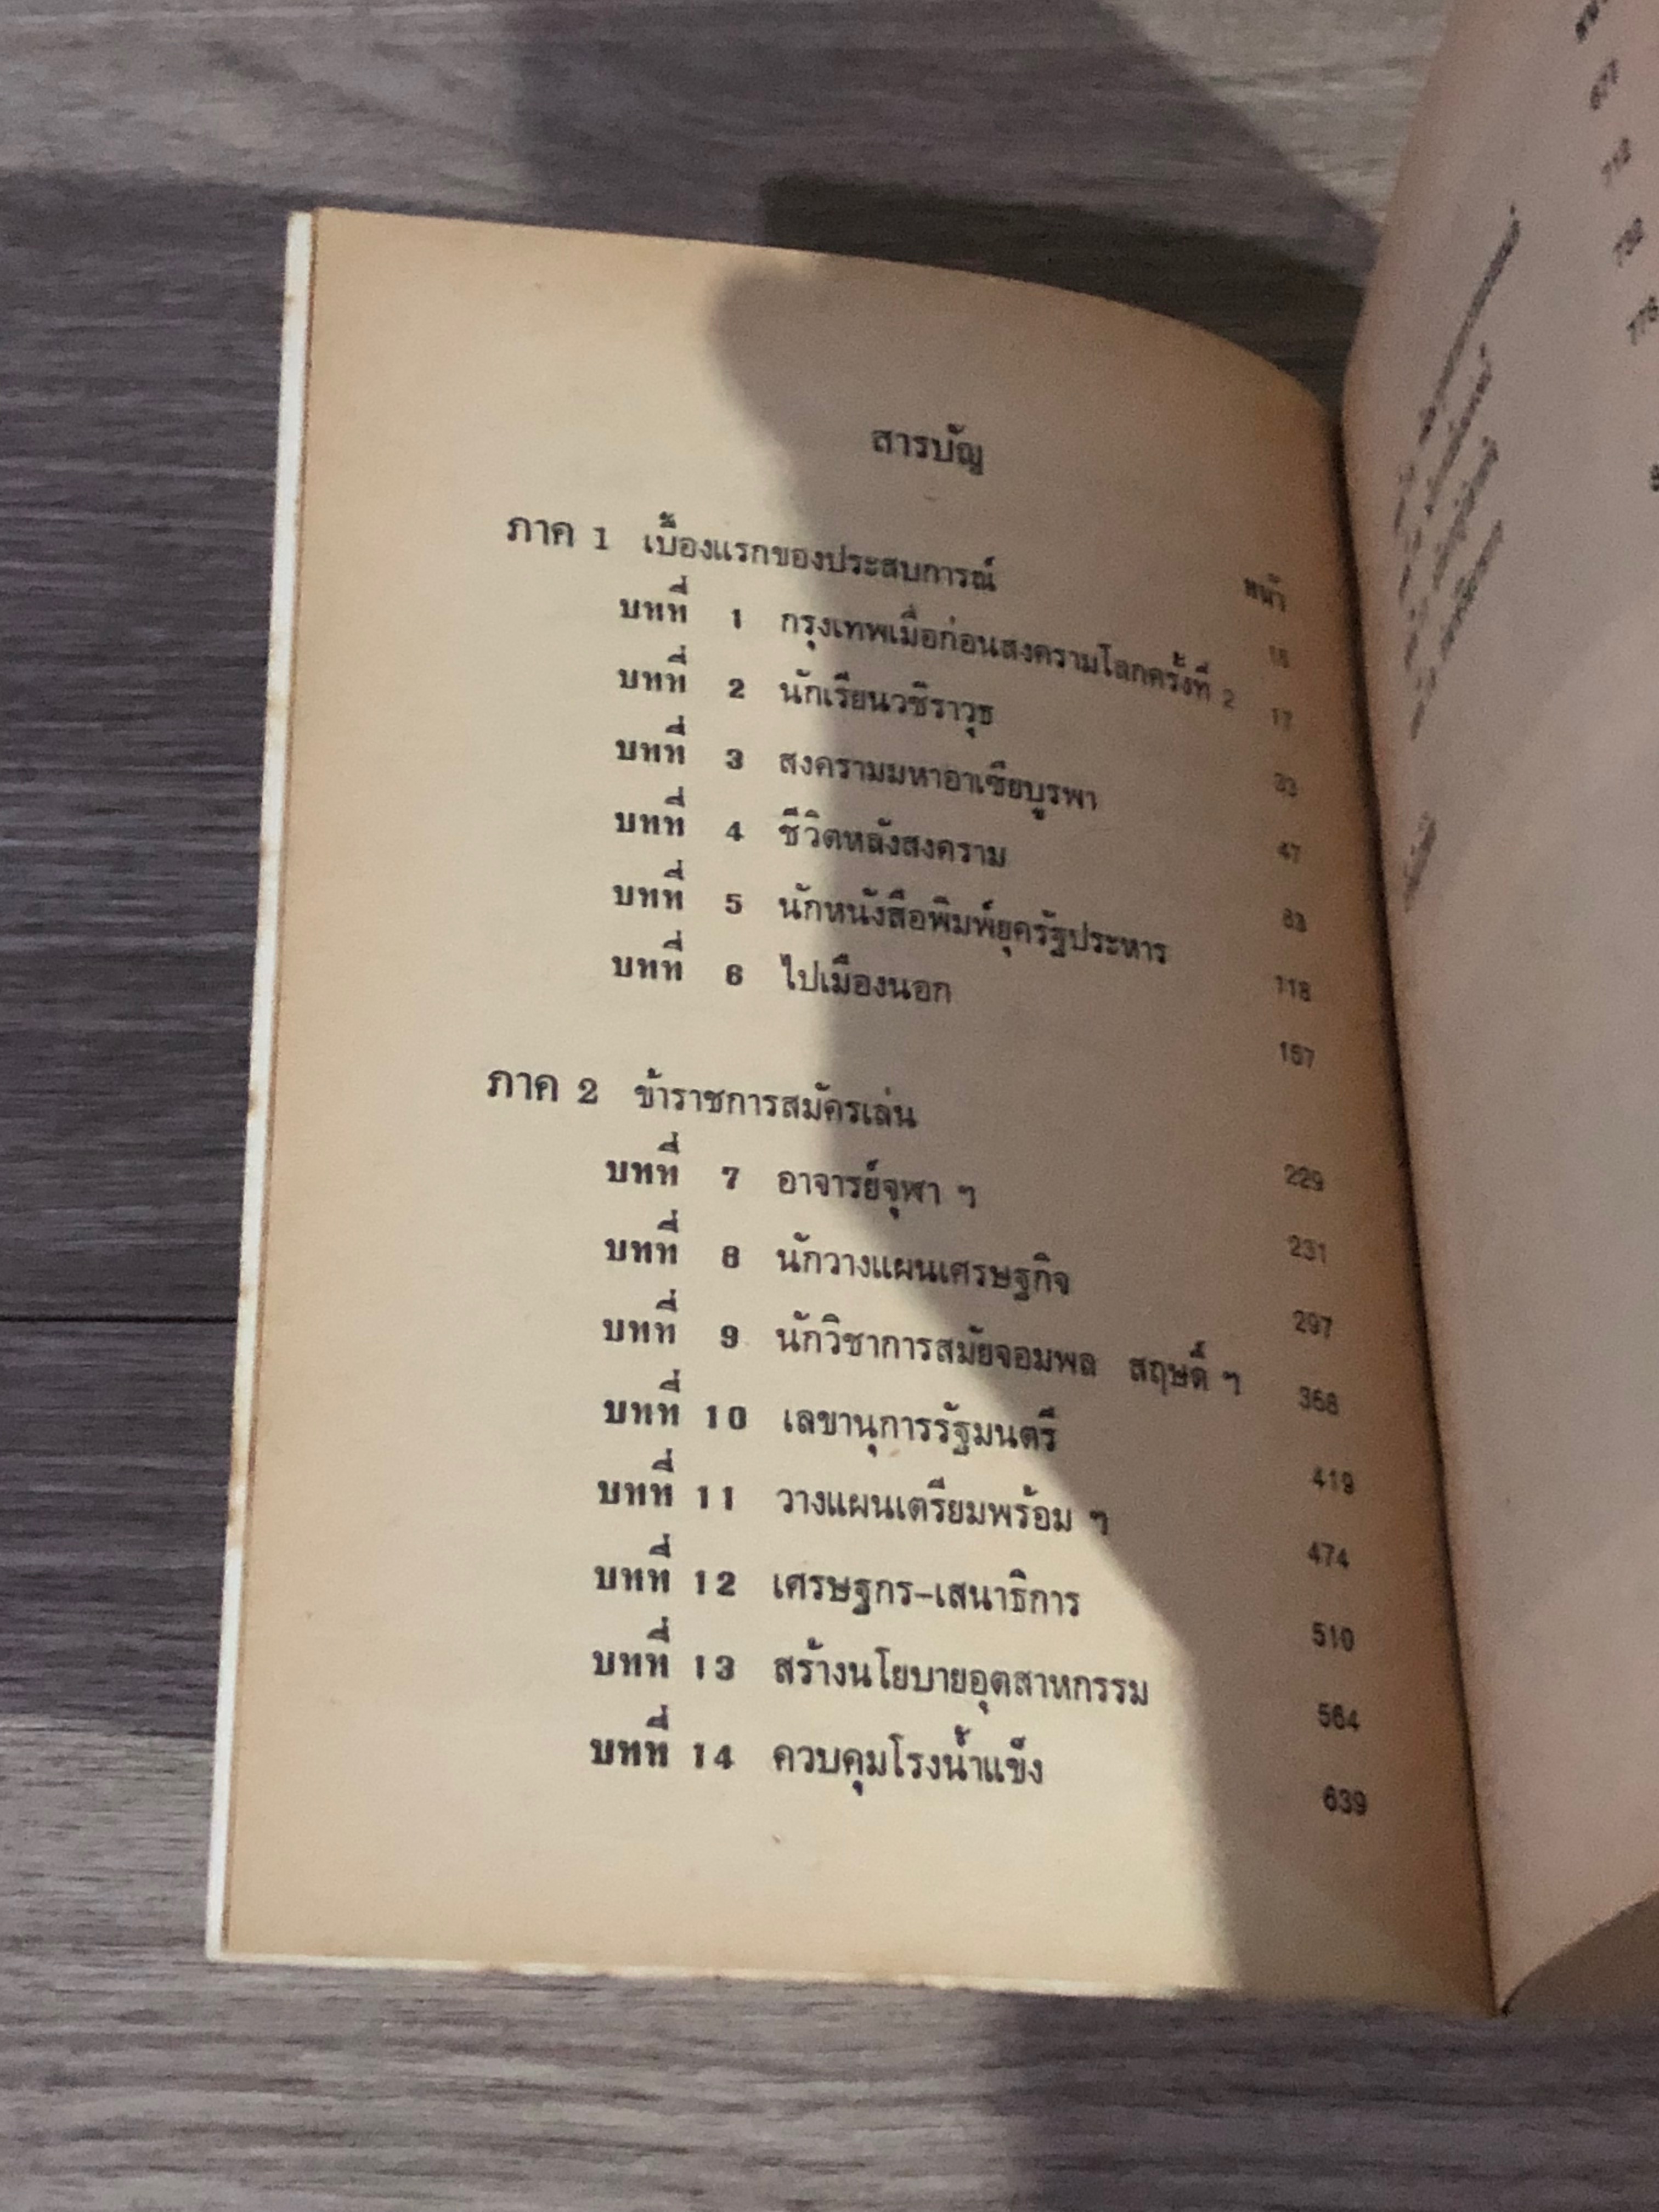 สารบัญ
หน้า
ภาค 1 เบื้องแรกของประสบการณ์ 15
บทที่ 1 กรุงเทพเมื่อก่อนสงครามโลกครั้งที่ 2 17
บทที่ 2 นักเรียนวชิราวุธ 33
บทที่ 3 สงครามมหาอาเซียบูรพา 47
บทที่ 4 ชีวิตหลังสงคราม 83
บทที่ 5 นักหนังสือพิมพ์ยุครัฐประหาร 118
บทที่ 6 ไปเมืองนอก 157
ภาค 2 ข้าราชการสมัครเล่น 229
บทที่ 7 อาจารย์จุฬา ฯ 231
บทที่ 8 นักวางแผนเศรษฐกิจ 297
บทที่ 9 นักวิชาการสมัยจอมพล สฤษดิ์ ฯ 368
บทที่ 10 เลขานุการรัฐมนตรี 419
บทที่ 11 วางแผนเตรียมพร้อม ฯ 474
บทที่ 12 เศรษฐกร-เสนาธิการ 510
บทที่ 13 สร้างนโยบายอุตสาหกรรม 564
บทที่ 14 ควบคุมโรงน้ำแข็ง 639